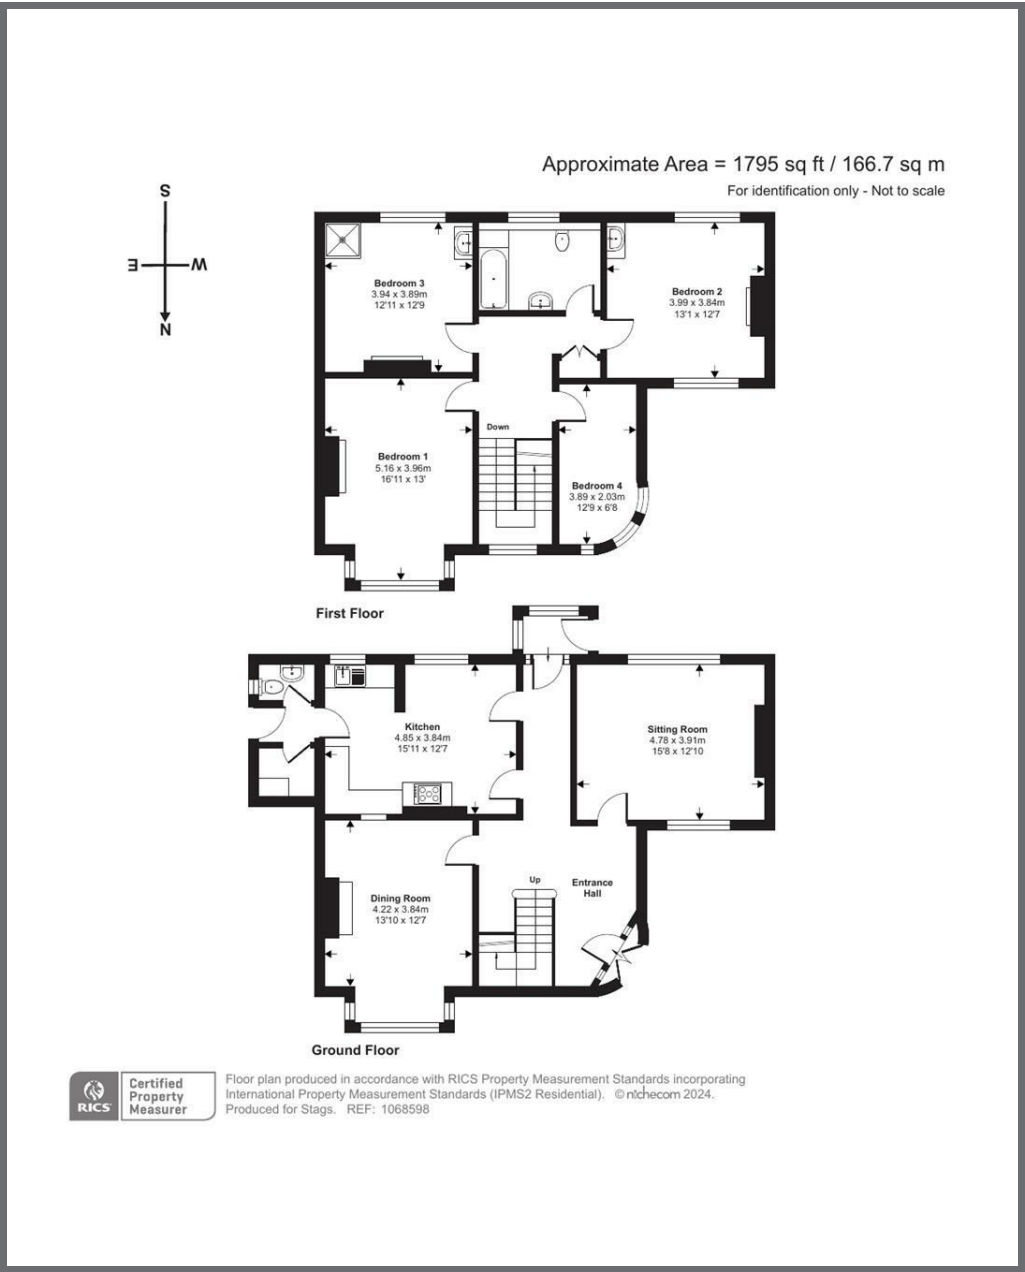 Approximate Area = 1795 sq ft / 166.7 sq m
For identification only - Not to scale
S
E
W
N
Bedroom 3
3.94 x 3.89m
12'11 x 12'9
Bedroom 2
3.99 x 3.84m
13'1 x 12'7
Down
Bedroom 1
5.16 x 3.96m
16'11 x 13'
Bedroom 4
3.89 x 2.03m
12'9 x 6'8
First Floor
Kitchen
4.85 x 3.84m
15'11 x 12'7
Sitting Room
4.78 x 3.91m
15'8 x 12'10
Up
Entrance
Hall
Dining Room
4.22 x 3.84m
13'10 x 12'7
Ground Floor
RICS
Certified
Property
Measurer
Floor plan produced in accordance with RICS Property Measurement Standards incorporating
International Property Measurement Standards (IPMS2 Residential). © nichecom 2024.
Produced for Stags. REF: 1068598